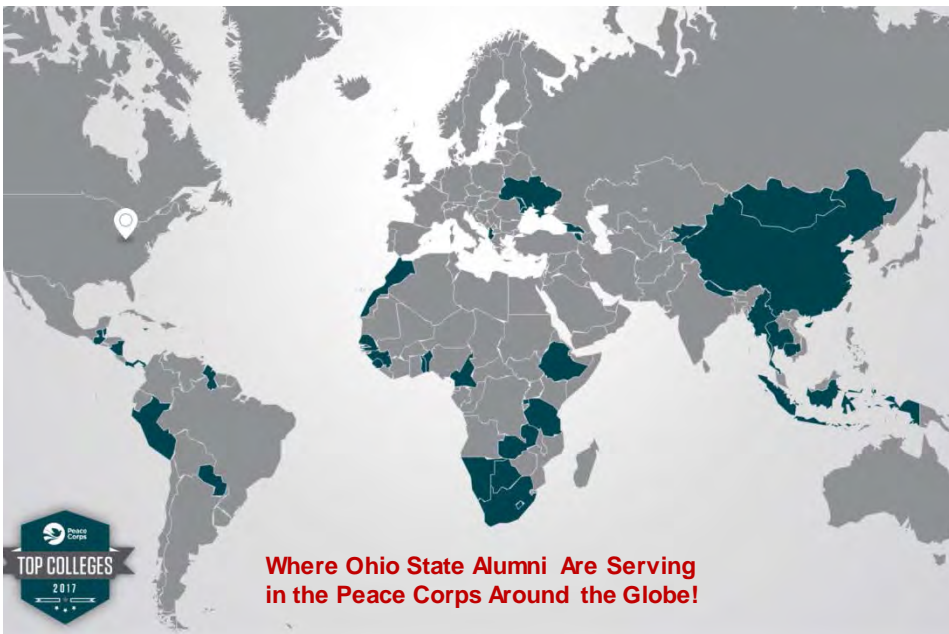 Peace
Corps
TOP COLLEGES
2017
Where Ohio State Alumni Are Serving
in the Peace Corps Around the Globe!